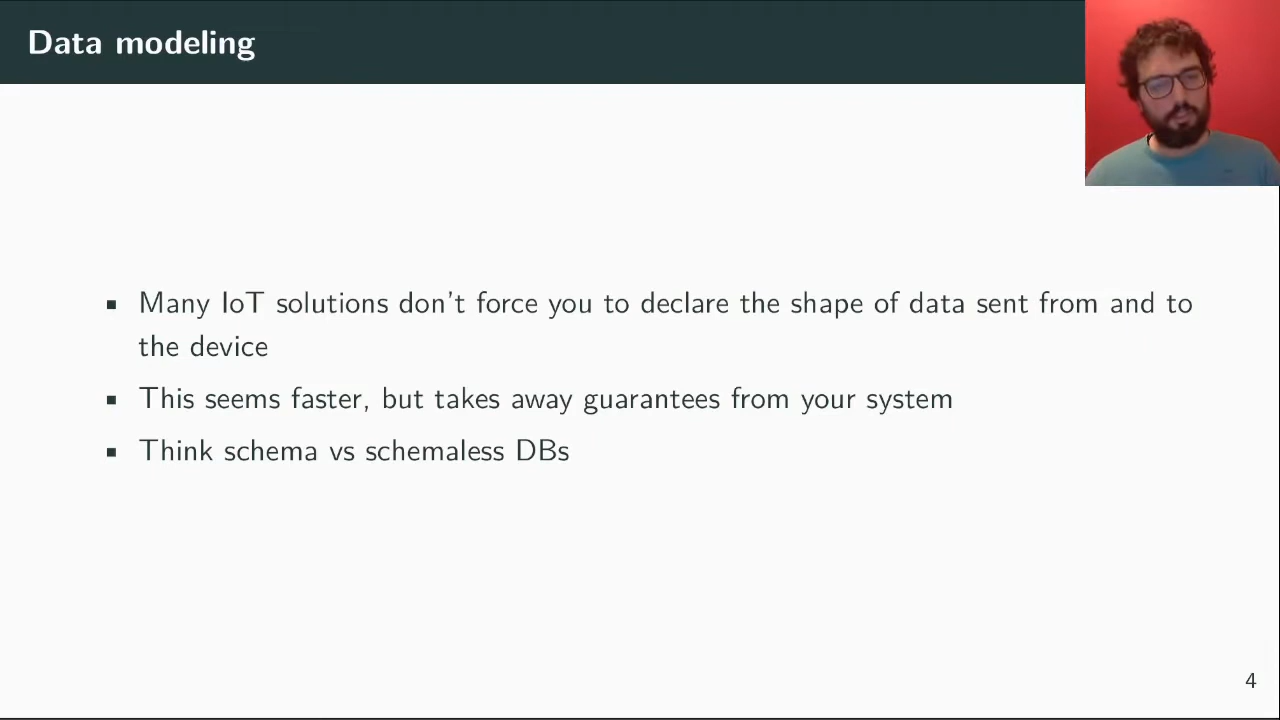 Data modeling
Many IoT solutions don't force you to declare the shape of data sent from and to
the device
This seems faster, but takes away guarantees from your system
Think schema vs schemaless DBs
4